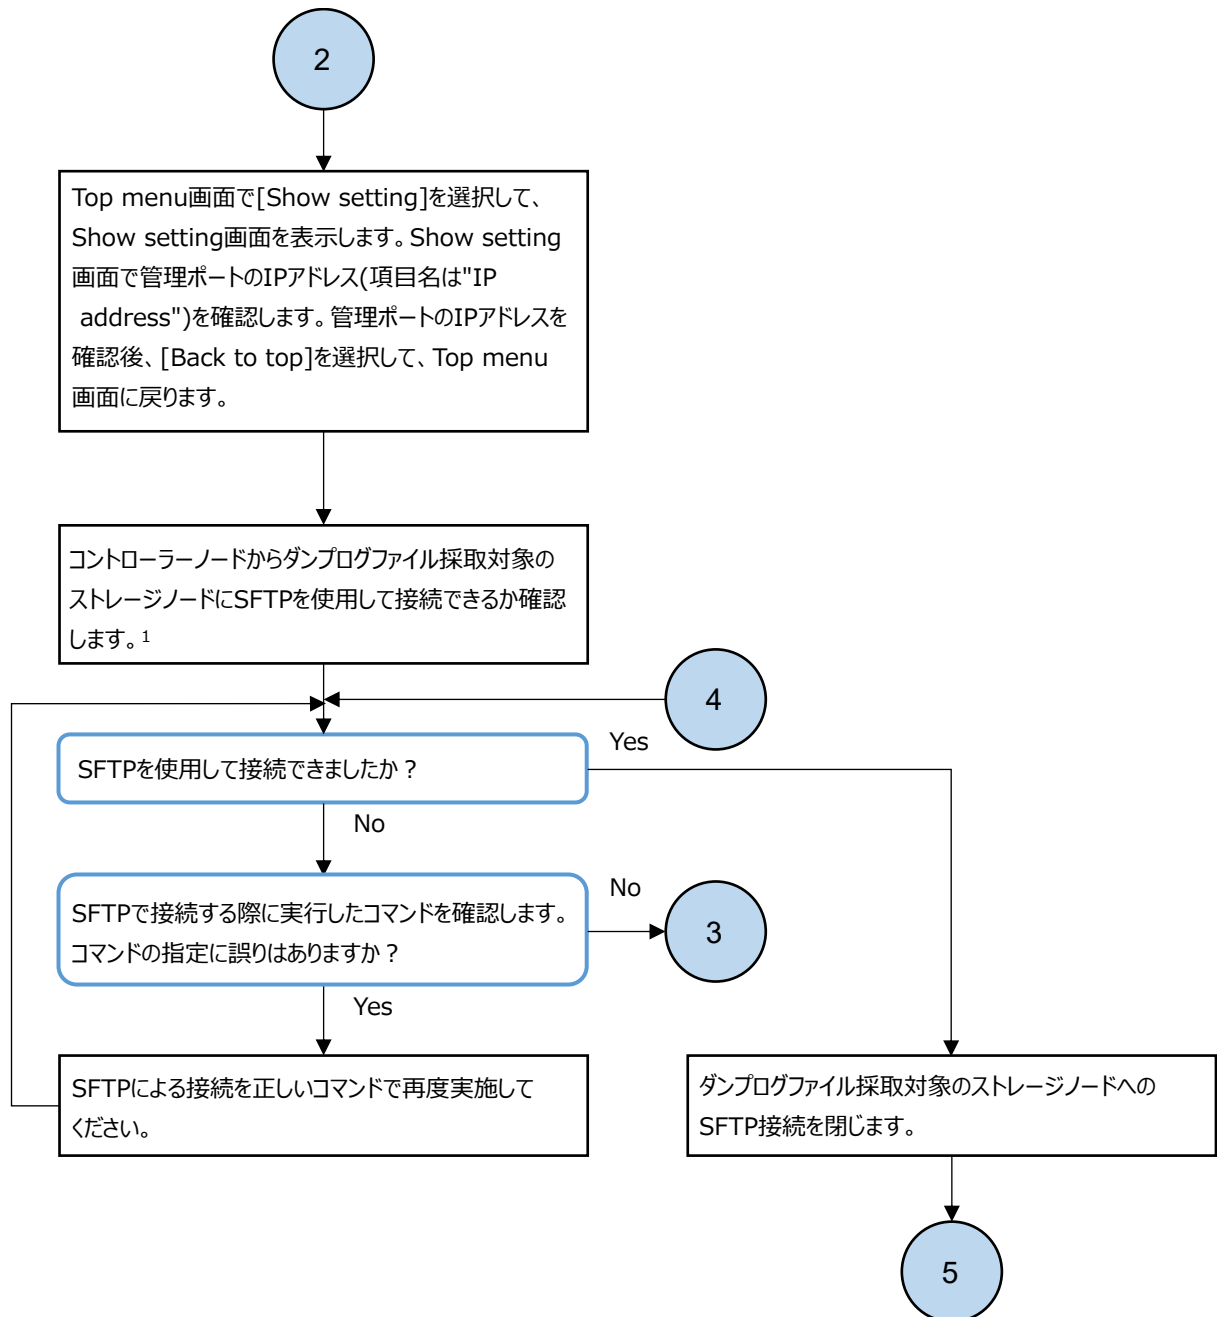 2
Top menu画面で[Show setting]を選択して、
Show setting画面を表示します。Show setting
画面で管理ポートのIPアドレス(項目名は"IP
address")を確認します。管理ポートのIPアドレスを
確認後、[Back to top]を選択して、Top menu
画面に戻ります。
コントローラーノードからダンプログファイル採取対象の
ストレージノードにSFTPを使用して接続できるか確認
します。1
4
Yes
SFTPを使用して接続できましたか？
No
No
SFTPで接続する際に実行したコマンドを確認します。
コマンドの指定に誤りはありますか？
3
Yes
SFTPによる接続を正しいコマンドで再度実施して
ください。
ダンプログファイル採取対象のストレージノードへの
SFTP接続を閉じます。
5